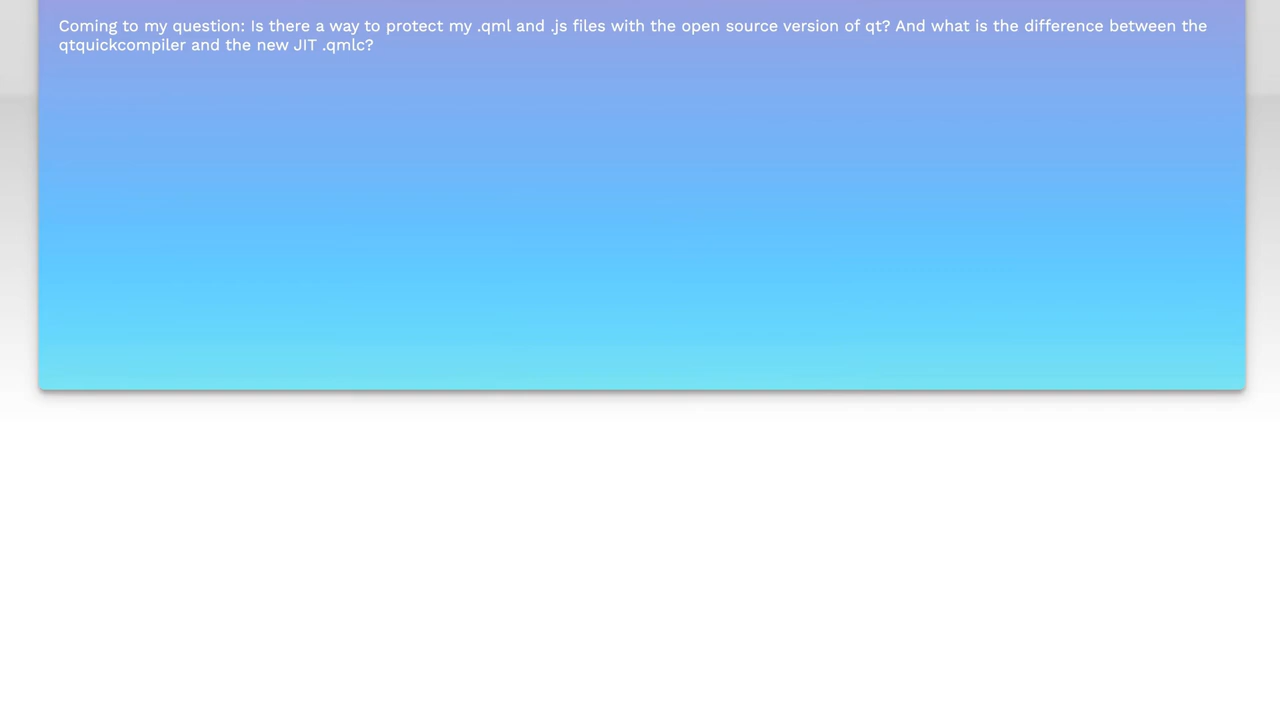 Coming to my question: Is there a way to protect my .qml and .js files with the open source version of qt? And what is the difference between the
qtquickcompiler and the new JIT .qmlc?